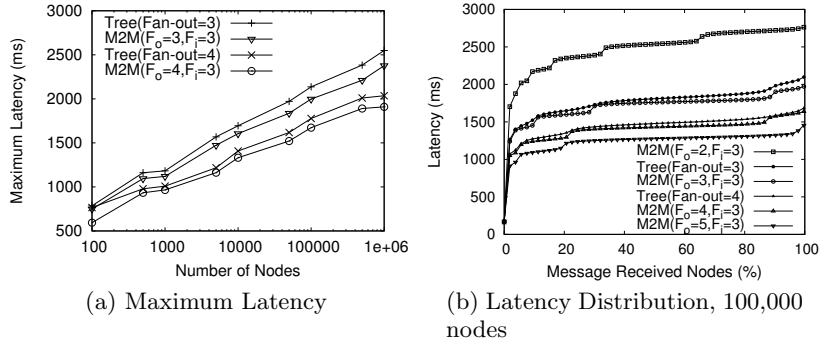 Tree(Fan-out=3)
M2M(Fo=3,Fi=3)
Tree(Fan-out=4)
M2M(Fo=4,Fi=3)
3000
2500
2000
1500
1000
500
Maximum Latency (ms)
100
1000
10000
100000
1e+06
Number of Nodes
(a) Maximum Latency
3000
2500
2000
1500
1000
500
0
Latency (ms)
M2M(Fo=2,Fi=3)
Tree(Fan-out=3)
M2M(Fo=3,Fi=3)
Tree(Fan-out=4)
M2M(Fo=4,Fi=3)
M2M(Fo=5,Fi=3)
0
20
40
60
80
100
Message Received Nodes (%)
(b) Latency Distribution, 100,000
nodes